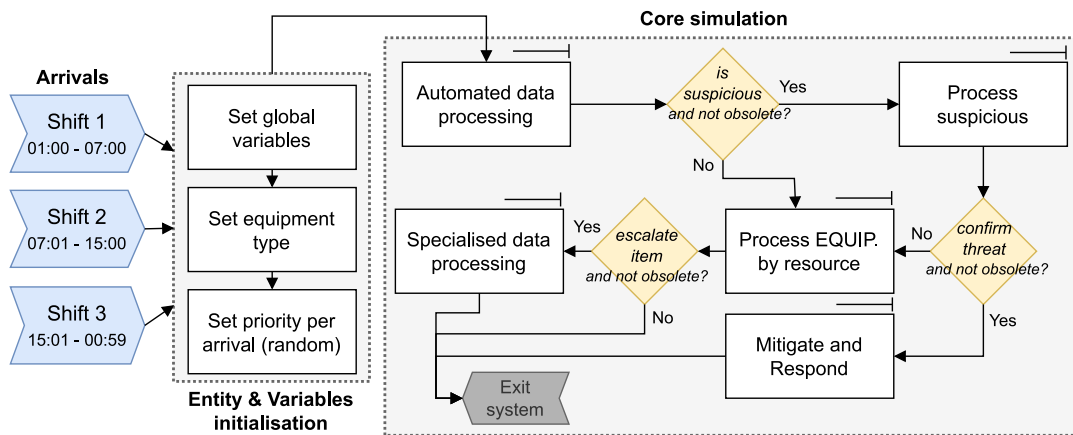 Core simulation
Arrivals
Shift 1
01:00 - 07:00
Shift 2
07:01 - 15:00
Shift 3
15:01 - 00:59
Set global
variables
Set equipment
type
Set priority per
arrival (random)
Entity & Variables
initialisation
Automated data
processing
is
suspicious
and not obsolete?
Yes
No
Process
suspicious
confirm
threat
and not obsolete?
No
Yes
Process EQUIP.
by resource
escalate
item
and not obsolete?
Yes
No
Specialised data
processing
Mitigate and
Respond
Exit
system